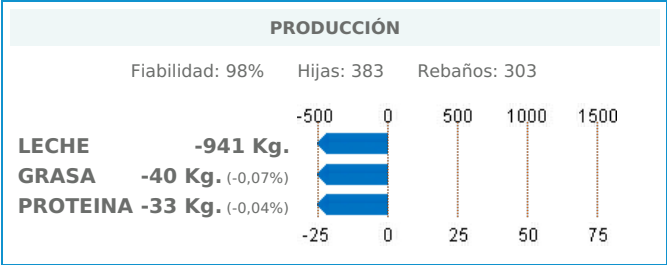 PRODUCCIÓN
Fiabilidad: 98% Hijas: 383 Rebaños: 303
-500 0 500 1000 1500
LECHE -941 Kg.
GRASA -40 Kg. (-0,07%)
PROTEINA -33 Kg. (-0,04%)
-25 0 25 50 75